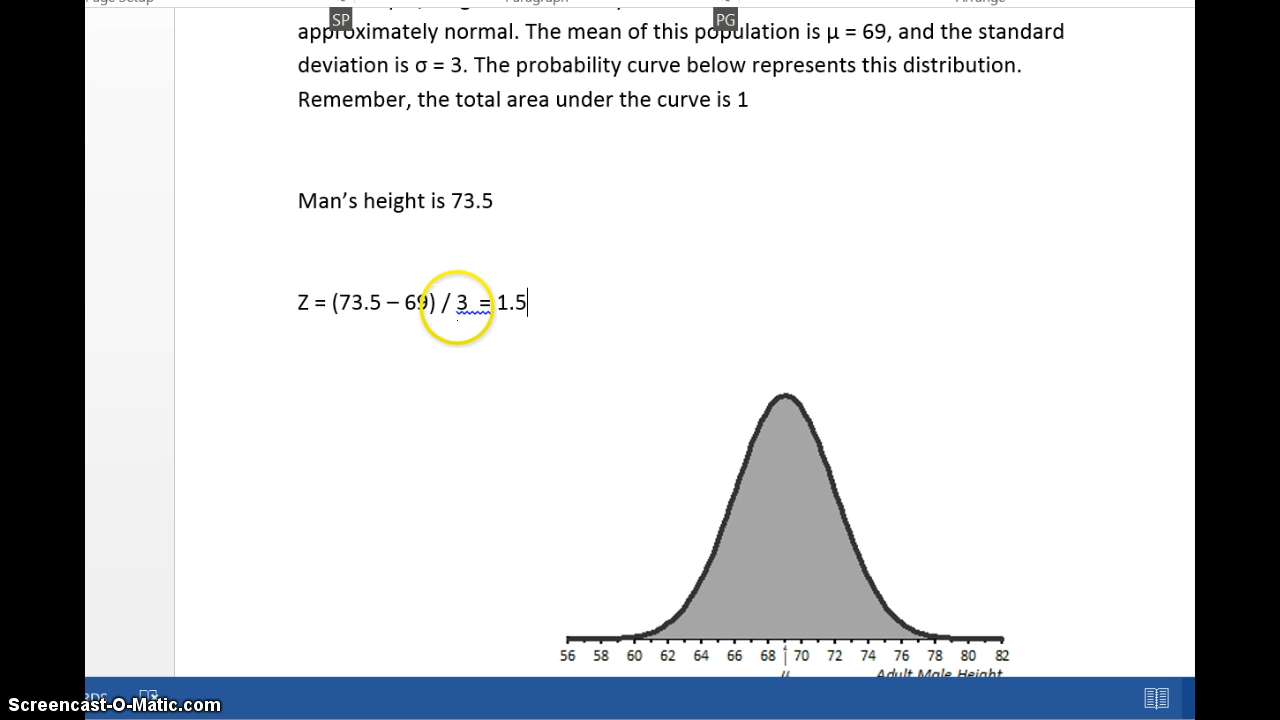 SP PG
approximately normal. The mean of this population is μ = 69, and the standard
deviation is σ = 3. The probability curve below represents this distribution.
Remember, the total area under the curve is 1
Man’s height is 73.5
Z = (73.5 – 69) / 3 = 1.5
56 58 60 62 64 66 68 70 72 74 76 78 80 82
μ Adult Male Height
Screencast-O-Matic.com